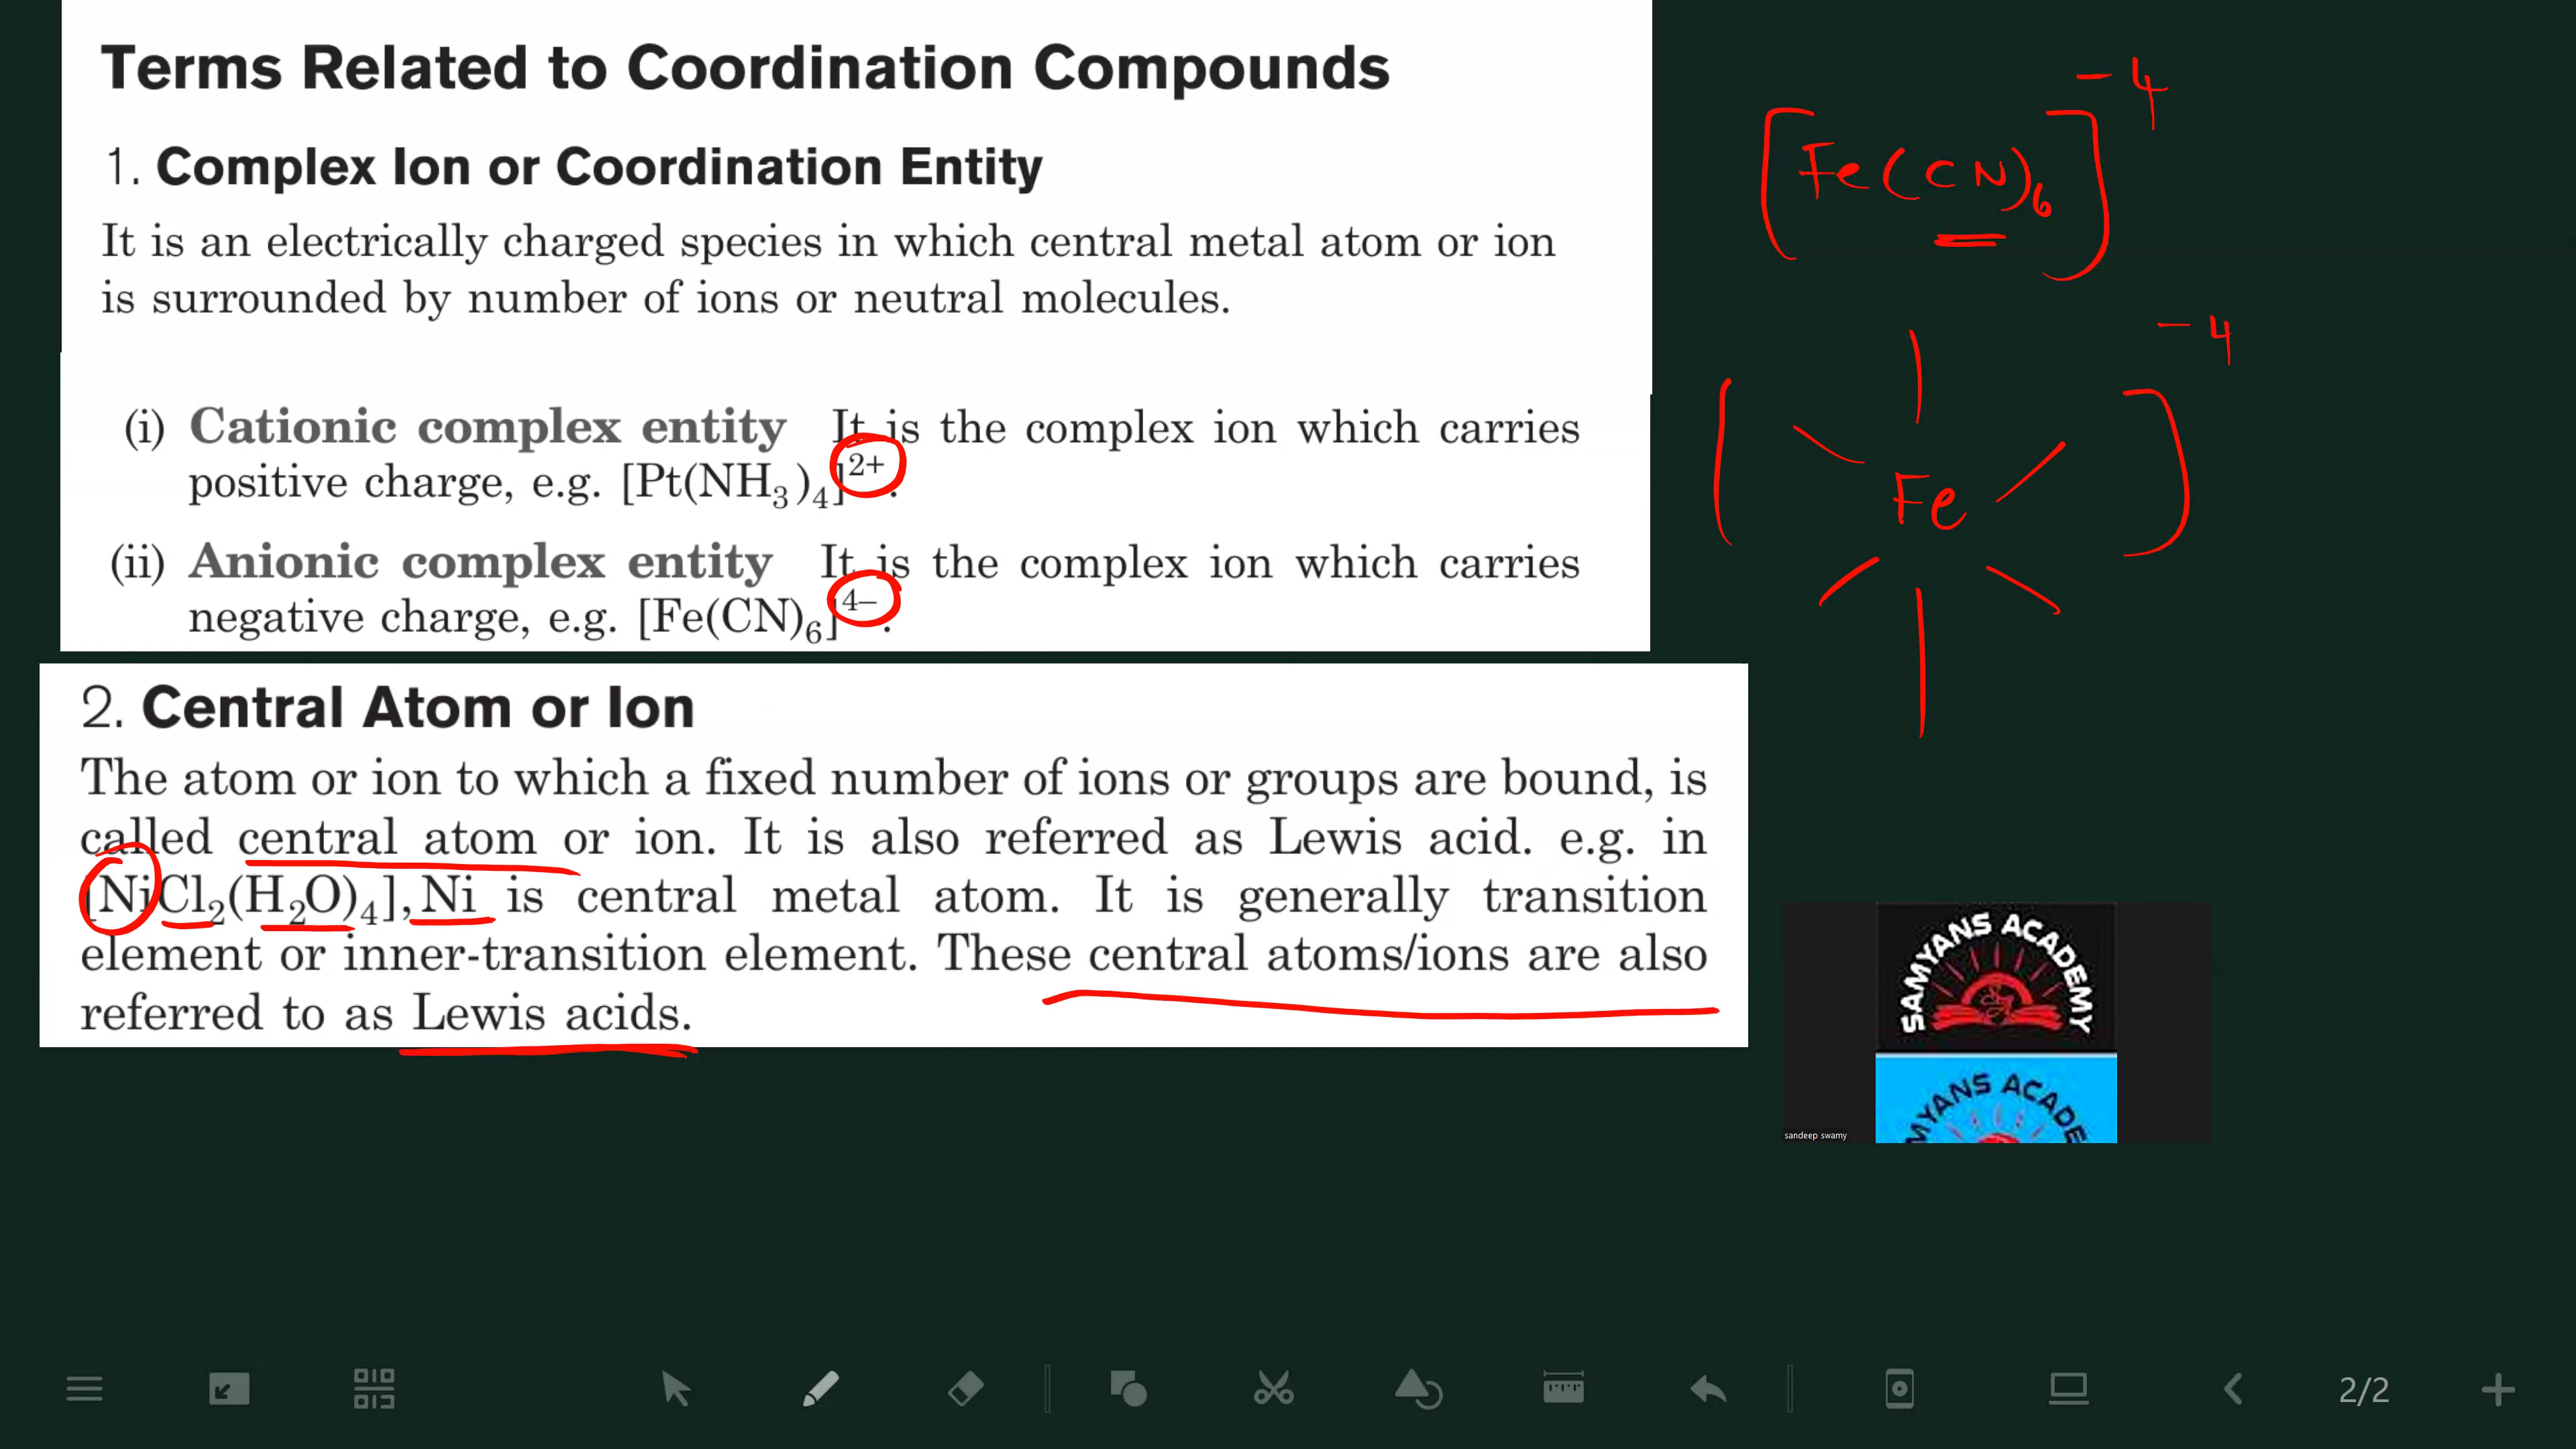 Terms Related to Coordination Compounds
1. Complex Ion or Coordination Entity
It is an electrically charged species in which central metal atom or ion
is surrounded by number of ions or neutral molecules.
(i) Cationic complex entity It is the complex ion which carries
positive charge, e.g. [Pt(NH₃)₄]²⁺.
(ii) Anionic complex entity It is the complex ion which carries
negative charge, e.g. [Fe(CN)₆]⁴⁻.
2. Central Atom or Ion
The atom or ion to which a fixed number of ions or groups are bound, is
called central atom or ion. It is also referred as Lewis acid. e.g. in
[NiCl₂(H₂O)₄], Ni is central metal atom. It is generally transition
element or inner-transition element. These central atoms/ions are also
referred to as Lewis acids.
[Fe(CN)₆]⁻⁴
[Fe]⁻⁴
SAMYANS ACADEMY
MYANS ACADE
sandeep swamy
2/2